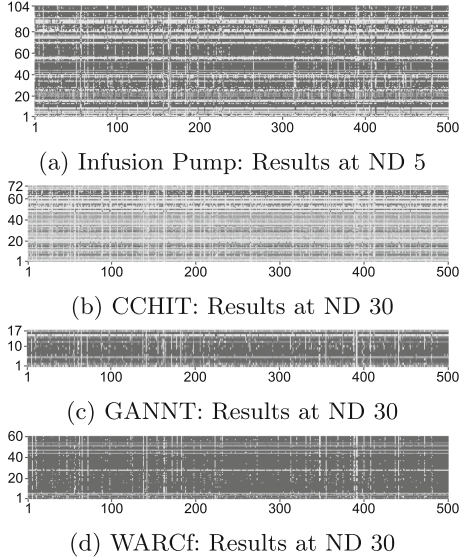 104
80
60
40
20
1
1 100 200 300 400 500
(a) Infusion Pump: Results at ND 5
72
60
40
20
1
1 100 200 300 400 500
(b) CCHIT: Results at ND 30
17
10
1
1 100 200 300 400 500
(c) GANNT: Results at ND 30
60
40
20
1
1 100 200 300 400 500
(d) WARCf: Results at ND 30